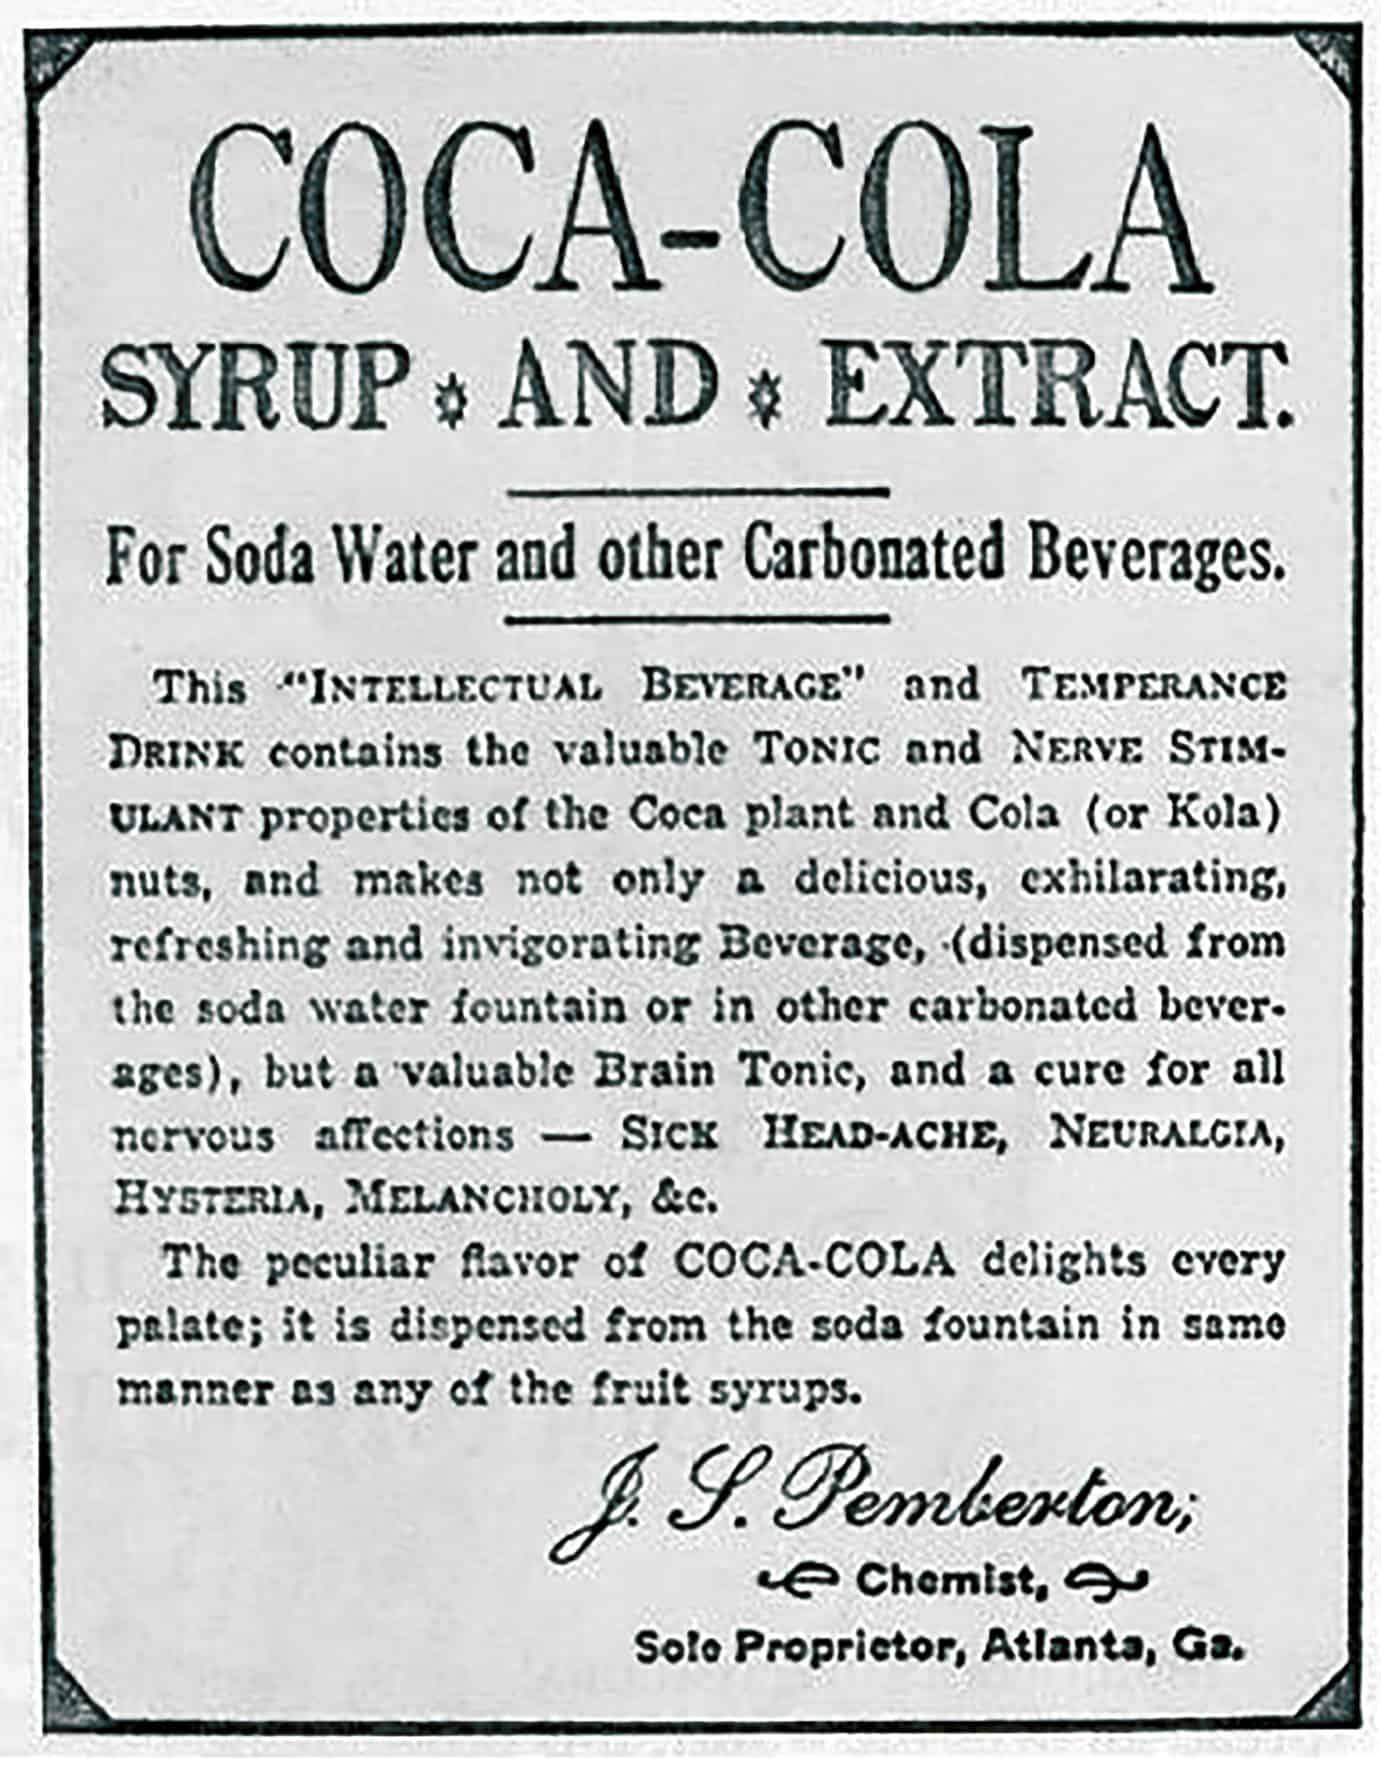 COCA-COLA
SYRUP * AND * EXTRACT.
For Soda Water and other Carbonated Beverages.
This "INTELLECTUAL BEVERAGE" and TEMPERANCE
DRINK contains the valuable TONIC and NERVE STIM-
ULANT properties of the Coca plant and Cola (or Kola)
nuts, and makes not only a delicious, exhilarating,
refreshing and invigorating Beverage, (dispensed from
the soda water fountain or in other carbonated bever-
ages), but a valuable Brain Tonic, and a cure for all
nervous affections — SICK HEAD-ACHE, NEURALGIA,
HYSTERIA, MELANCHOLY, &c.
The peculiar flavor of COCA-COLA delights every
palate; it is dispensed from the soda fountain in same
manner as any of the fruit syrups.
J. S. Pemberton;
Chemist,
Sole Proprietor, Atlanta, Ga.